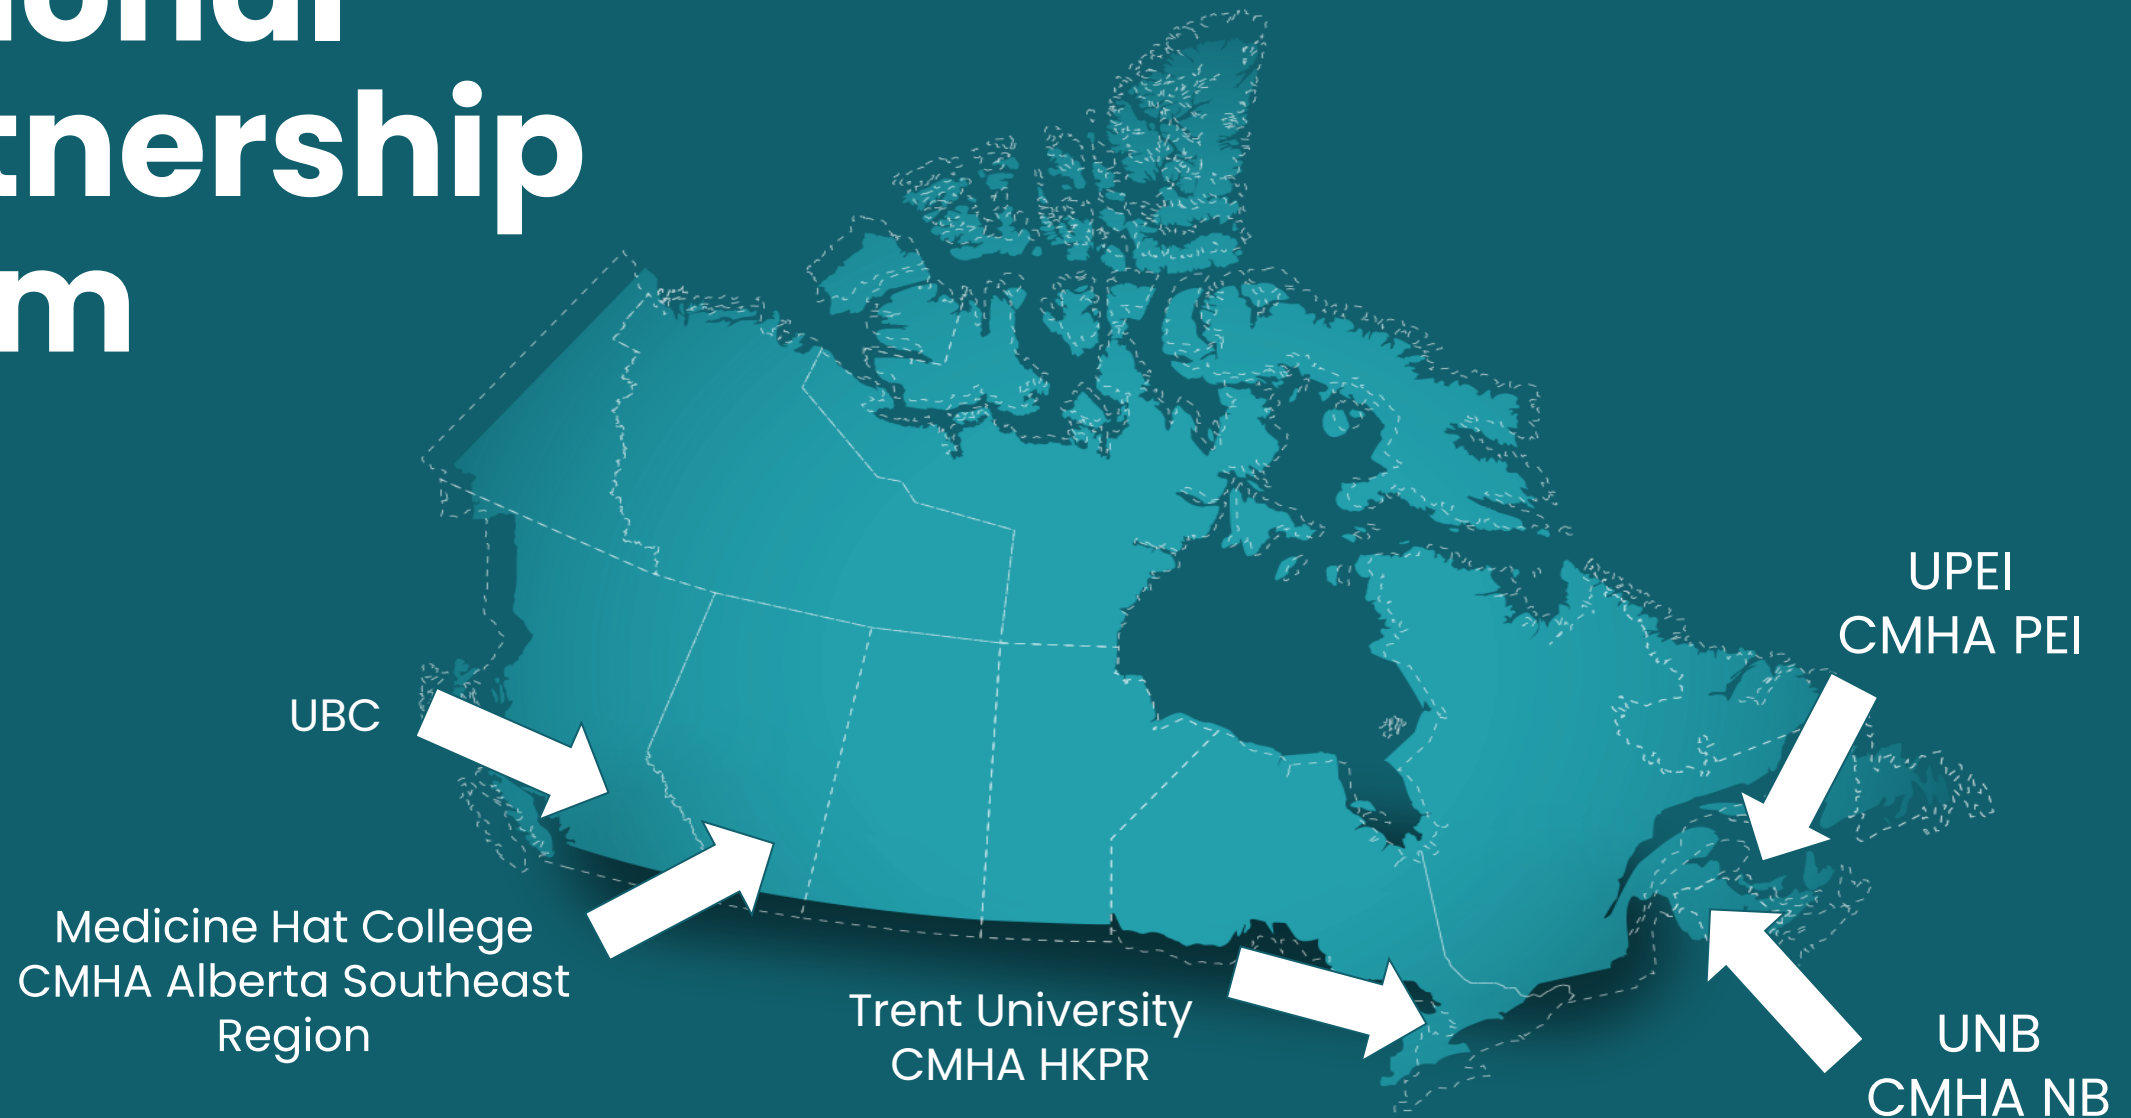 tnership
UBC
Medicine Hat College
CMHA Alberta Southeast
Region
Trent University
CMHA HKPR
UPEI
CMHA PEI
UNB
CMHA NB